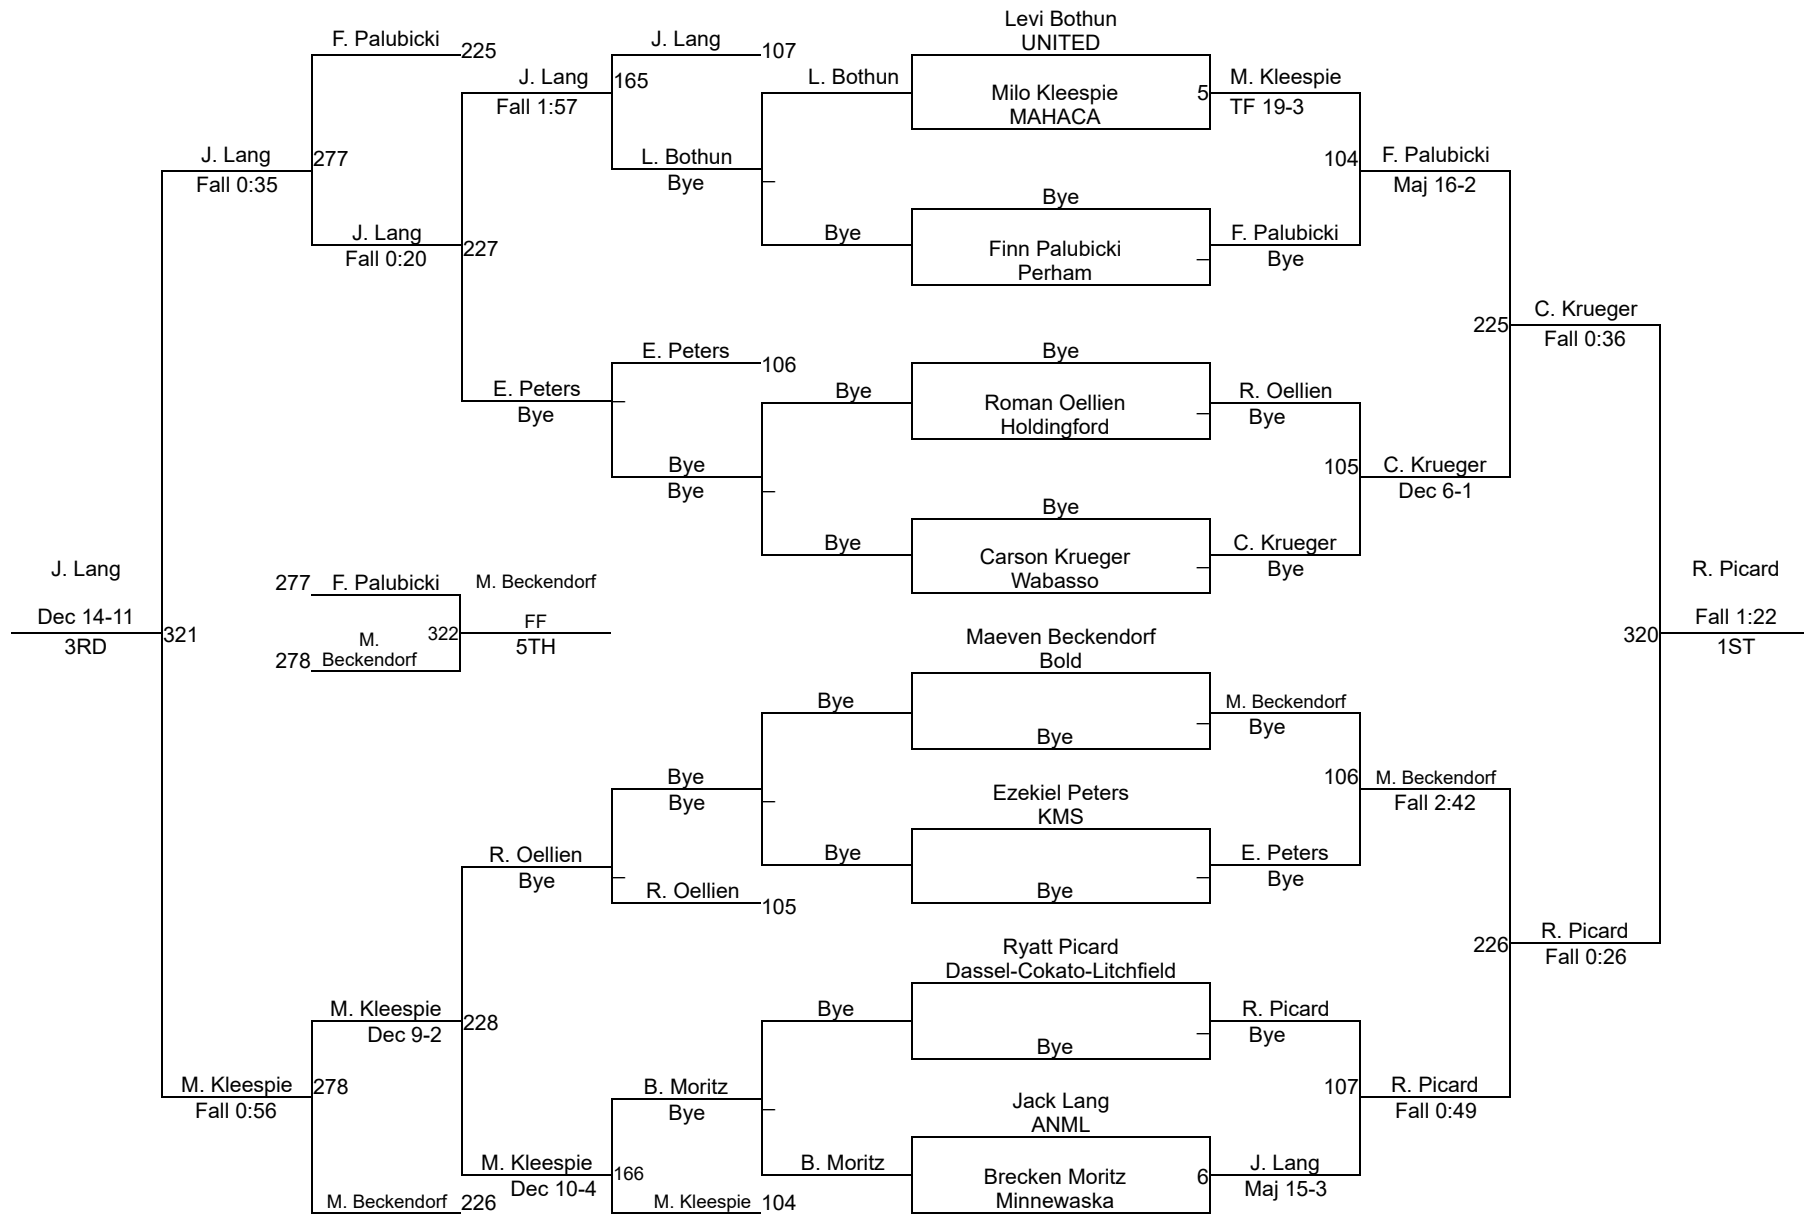 Levi Bothun
UNITED
F. Palubicki
225
J. Lang
107
J. Lang
165
Fall 1:57
L. Bothun
Milo Kleespie
MAHACA
5
M. Kleespie
TF 19-3
J. Lang
Fall 0:35
277
L. Bothun
Bye
104
F. Palubicki
Maj 16-2
Bye
J. Lang
Fall 0:20
227
Bye
Finn Palubicki
Perham
F. Palubicki
Bye
C. Krueger
Fall 0:36
225
E. Peters
106
Bye
E. Peters
Bye
Bye
Roman Oellien
Holdingford
R. Oellien
Bye
Bye
Bye
105
C. Krueger
Dec 6-1
Bye
Bye
Carson Krueger
Wabasso
C. Krueger
Bye
J. Lang
Dec 14-11
3RD
321
277
F. Palubicki
M. Beckendorf
322
FF
5TH
278
M.
Beckendorf
R. Picard
Fall 1:22
1ST
320
Maeven Beckendorf
Bold
Bye
Bye
M. Beckendorf
Bye
Bye
Bye
106
M. Beckendorf
Fall 2:42
Ezekiel Peters
KMS
R. Oellien
Bye
Bye
Bye
E. Peters
Bye
R. Oellien
105
Ryatt Picard
Dassel-Cokato-Litchfield
226
R. Picard
Fall 0:26
M. Kleespie
Dec 9-2
228
Bye
Bye
R. Picard
Bye
M. Kleespie
Fall 0:56
278
B. Moritz
Bye
107
R. Picard
Fall 0:49
Jack Lang
ANML
M. Kleespie
Dec 10-4
166
B. Moritz
Brecken Moritz
Minnewaska
6
J. Lang
Maj 15-3
M. Beckendorf
226
M. Kleespie
104